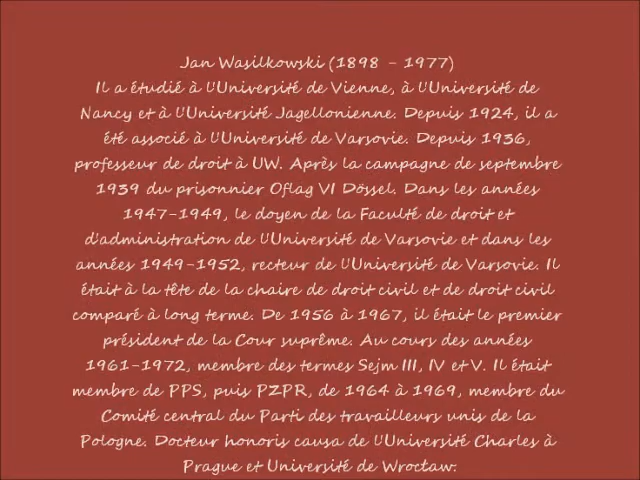 Jan Wasilkowski (1898 - 1977)
Il a étudié à l'Université de Vienne, à l'Université de
Nancy et à l'Université Jagellonienne. Depuis 1924, il a
été associé à l'Université de Varsovie. Depuis 1936,
professeur de droit à UW. Après la campagne de septembre
1939 du prisonnier Oflag VI Dössel. Dans les années
1947-1949, le doyen de la Faculté de droit et
d'administration de l'Université de Varsovie et dans les
années 1949-1952, recteur de l'Université de Varsovie. Il
était à la tête de la chaire de droit civil et de droit civil
comparé à long terme. De 1956 à 1967, il était le premier
président de la Cour suprême. Au cours des années
1961-1972, membre des termes Sejm III, IV et V. Il était
membre de PPS, puis PZPR, de 1964 à 1969, membre du
Comité central du Parti des travailleurs unis de la
Pologne. Docteur honoris causa de l'Université Charles à
Prague et Université de Wrocław.